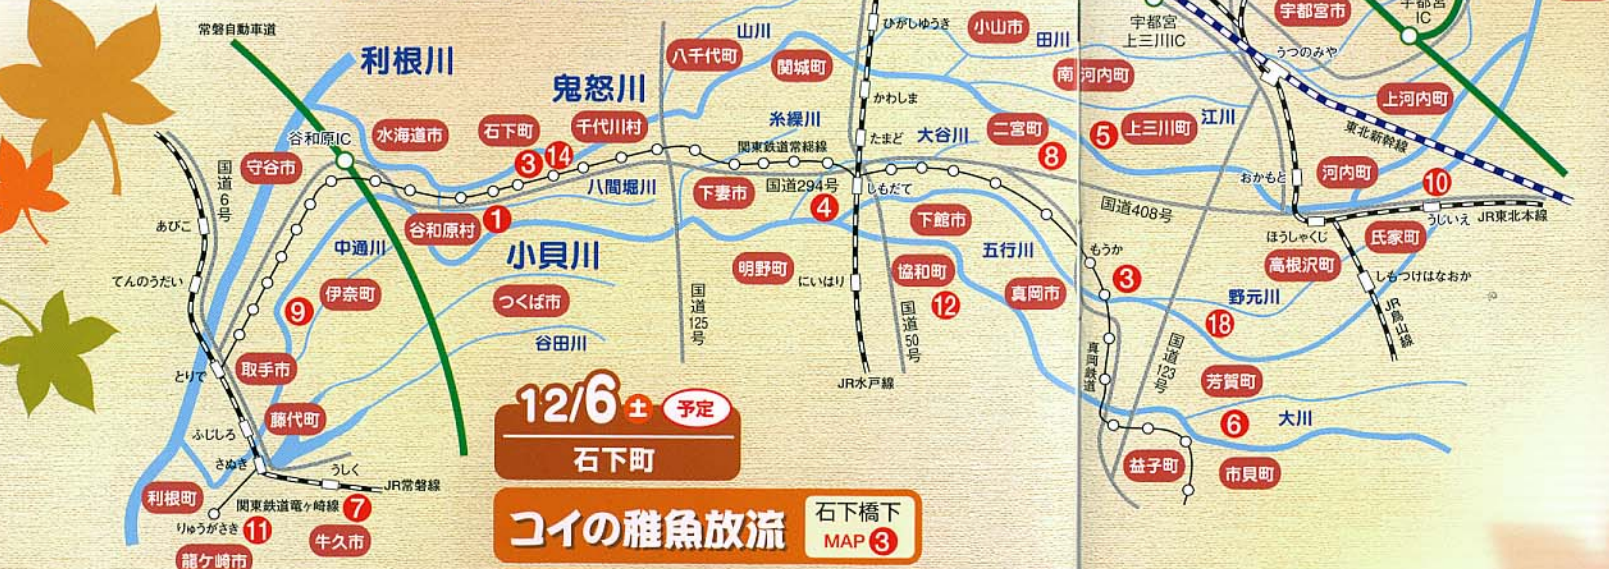 常磐自動車道
利根川
鬼怒川
山川
ひがしゆうき
小山市
田川
宇都宮
上三川IC
宇都宮市
宇都宮
IC
うつのみや
八千代町
関城町
南河内町
上河内町
東北新幹線
かわしま
谷和原IC
水海道市
石下町
千代川村
糸繰川
関東鉄道常総線
たまど
大谷川
二宮町
8
5
上三川町
江川
守谷市
国道6号
3
14
八間堀川
下妻市
国道294号
4
しもだて
下館市
国道408号
おかもと
河内町
10
うじいえ
JR東北本線
あびこ
谷和原村
1
中通川
小貝川
五行川
もうか
ほうしゃくじ
氏家町
高根沢町
しもつけはなおか
てんのうだい
伊奈町
9
つくば市
明野町
にいはり
協和町
12
真岡市
3
野元川
18
JR烏山線
国道125号
国道50号
谷田川
真岡鉄道
国道123号
とりで
取手市
JR水戸線
芳賀町
藤代町
ふじしろ
6
大川
12/6土 予定
石下町
さぬき
うしく
JR常磐線
益子町
市貝町
利根町
関東鉄道竜ヶ崎線
7
りゅうがさき
11
牛久市
龍ケ崎市
コイの稚魚放流
石下橋下
MAP 3